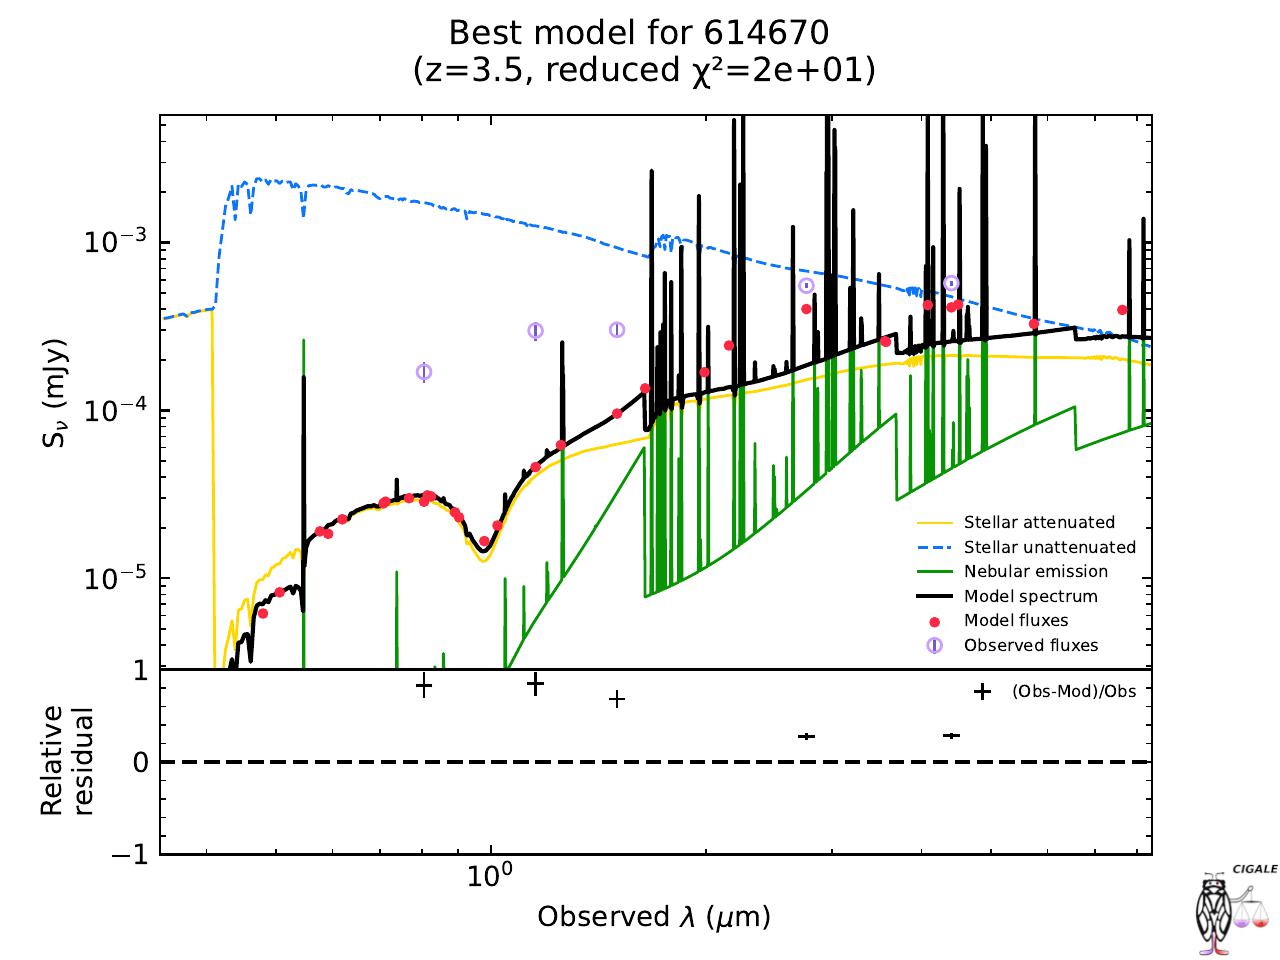 Best model for 614670
(z=3.5, reduced χ²=2e+01)
S𝜈 (mJy)
10⁻³
10⁻⁴
10⁻⁵
Stellar attenuated
Stellar unattenuated
Nebular emission
Model spectrum
Model fluxes
Observed fluxes
Relative
residual
1
0
−1
(Obs-Mod)/Obs
10⁰
Observed λ (μm)
CIGALE